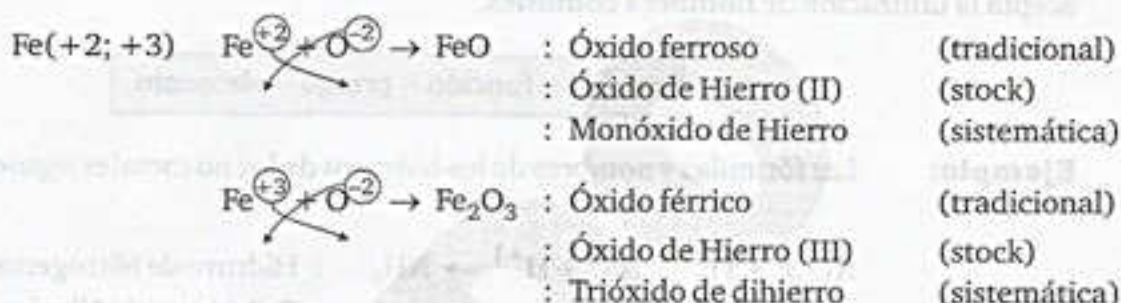 Fe(+2; +3) Fe+2 + O-2 → FeO : Óxido ferroso (tradicional)
: Óxido de Hierro (II) (stock)
: Monóxido de Hierro (sistemática)
Fe+3 + O-2 → Fe2O3 : Óxido férrico (tradicional)
: Óxido de Hierro (III) (stock)
: Trióxido de dihierro (sistemática)